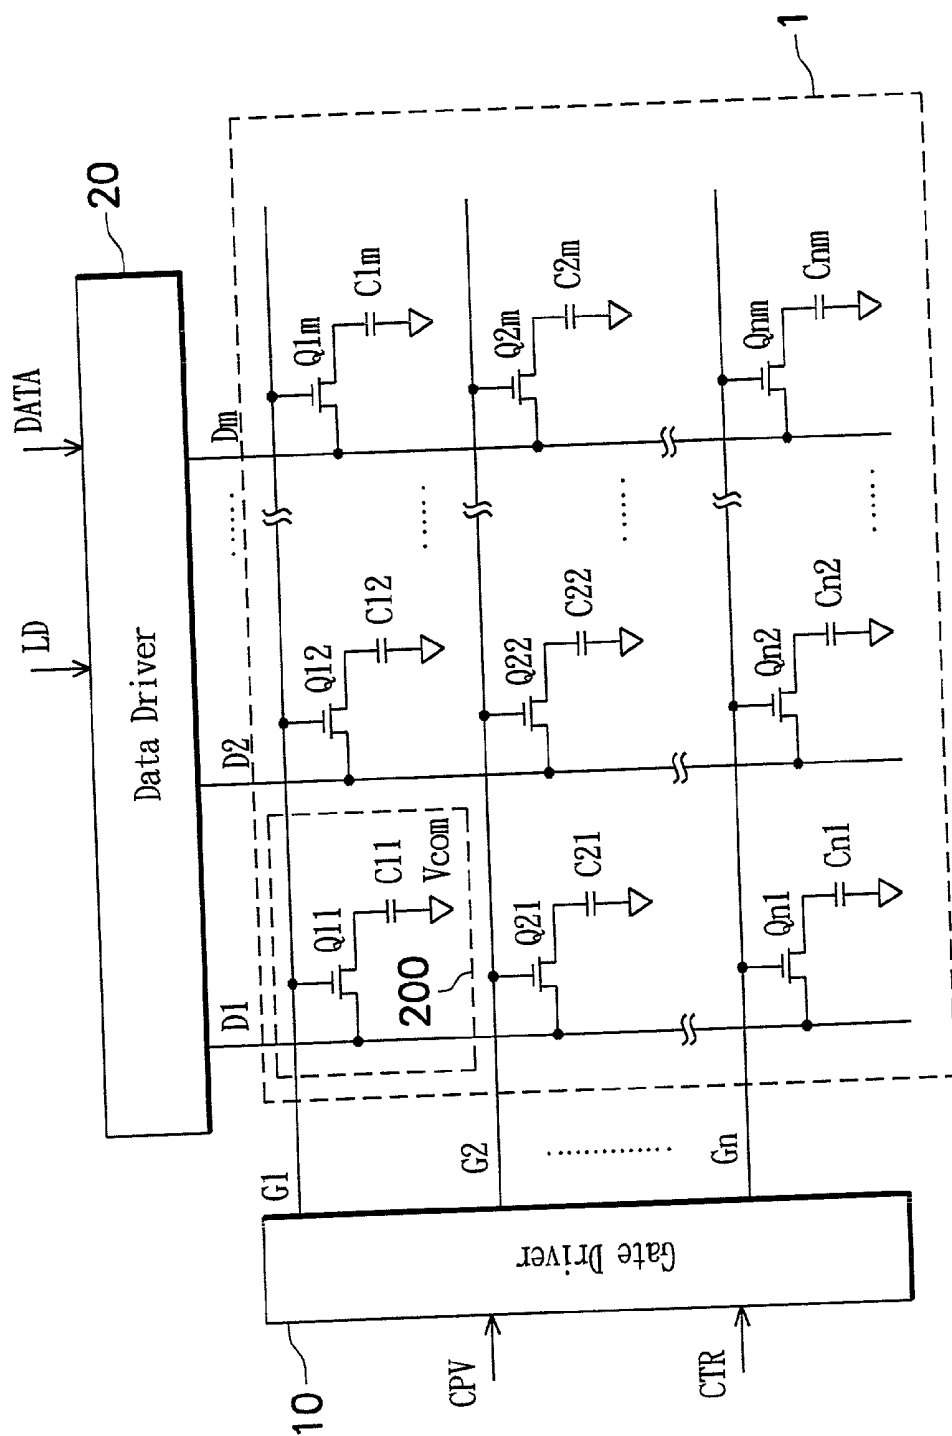 DATA
LD
20
Data Driver
1
D1
D2
......
Dm
G1
Q11
C11
Vcom
200
Q12
C12
......
Q1m
C1m
G2
Q21
C21
Q22
C22
......
Q2m
C2m
..............
Gn
Qn1
Cn1
Qn2
Cn2
......
Qnm
Cnm
10
Gate Driver
CPV
CTR